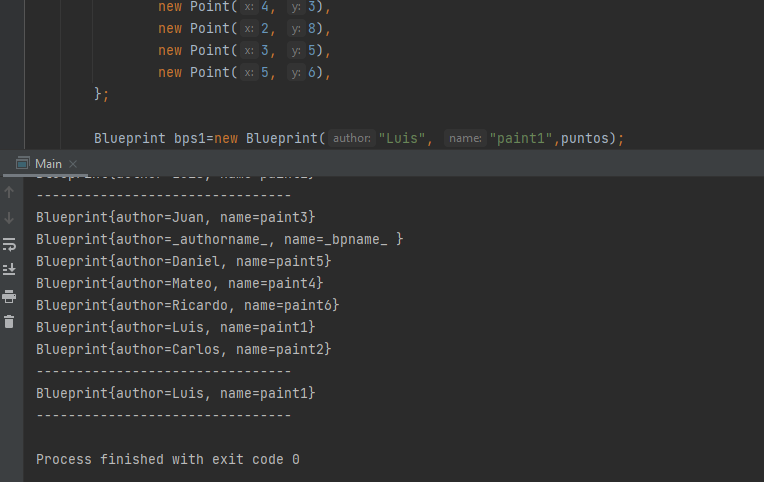 new Point( x: 4, y: 3),
new Point( x: 2, y: 8),
new Point( x: 3, y: 5),
new Point( x: 5, y: 6),
};
Blueprint bps1=new Blueprint( author: "Luis", name: "paint1",puntos);
Main ×
--------------------------------
Blueprint{author=Juan, name=paint3}
Blueprint{author=_authorname_, name=_bpname_ }
Blueprint{author=Daniel, name=paint5}
Blueprint{author=Mateo, name=paint4}
Blueprint{author=Ricardo, name=paint6}
Blueprint{author=Luis, name=paint1}
Blueprint{author=Carlos, name=paint2}
--------------------------------
Blueprint{author=Luis, name=paint1}
--------------------------------
Process finished with exit code 0